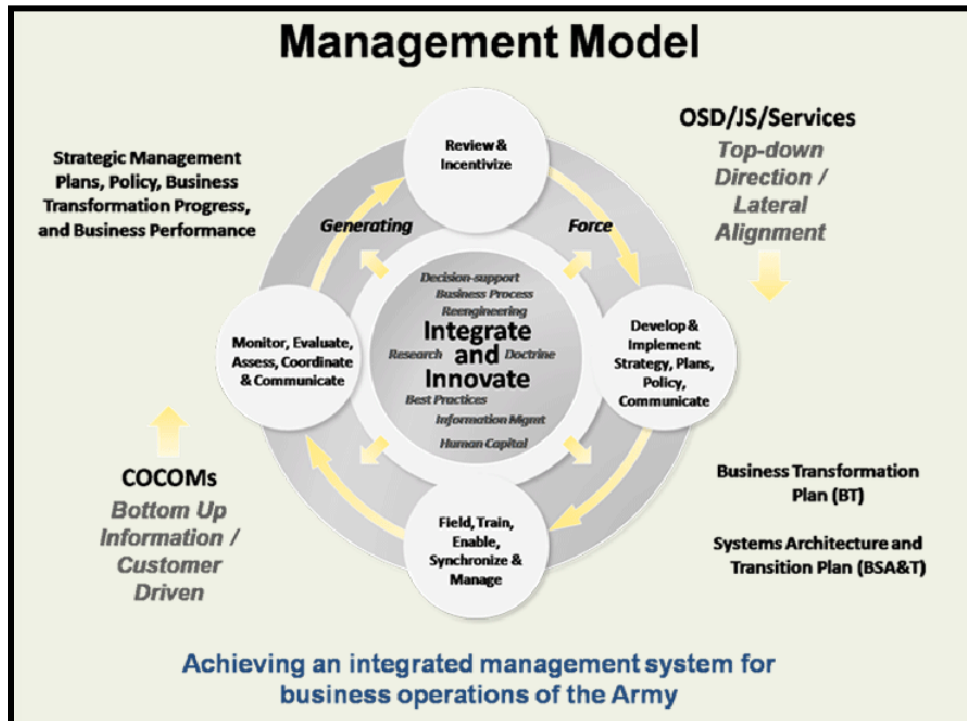 Management Model
Strategic Management
Plans, Policy, Business
Transformation Progress,
and Business Performance
OSD/JS/Services
Top-down
Direction /
Lateral
Alignment
Review &
Incentivize
Generating
Force
Decision-support
Business Process
Reengineering
Integrate
Research and Doctrine
Innovate
Best Practices
Information Mgmt
Human Capital
Monitor, Evaluate,
Assess, Coordinate
& Communicate
Develop &
Implement
Strategy, Plans,
Policy,
Communicate
COCOMs
Bottom Up
Information /
Customer
Driven
Field, Train,
Enable,
Synchronize &
Manage
Business Transformation
Plan (BT)
Systems Architecture and
Transition Plan (BSA&T)
Achieving an integrated management system for
business operations of the Army